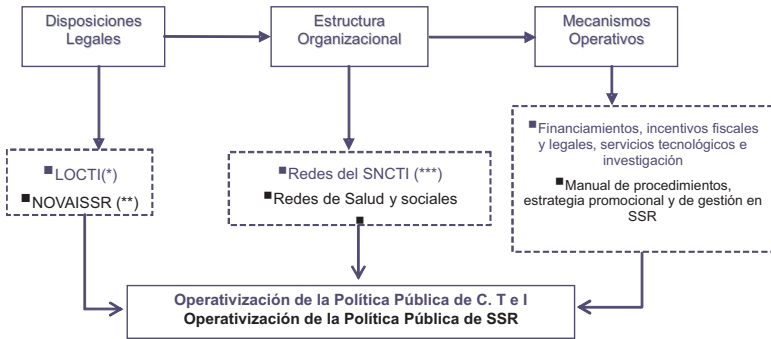 Disposiciones
Legales
Estructura
Organizacional
Mecanismos
Operativos
▪LOCTI(*)
▪NOVAISSR (**)
▪Redes del SNCTI (***)
▪Redes de Salud y sociales
▪
▪Financiamientos, incentivos fiscales
y legales, servicios tecnológicos e
investigación
▪Manual de procedimientos,
estrategia promocional y de gestión en
SSR
Operativización de la Política Pública de C. T e I
Operativización de la Política Pública de SSR